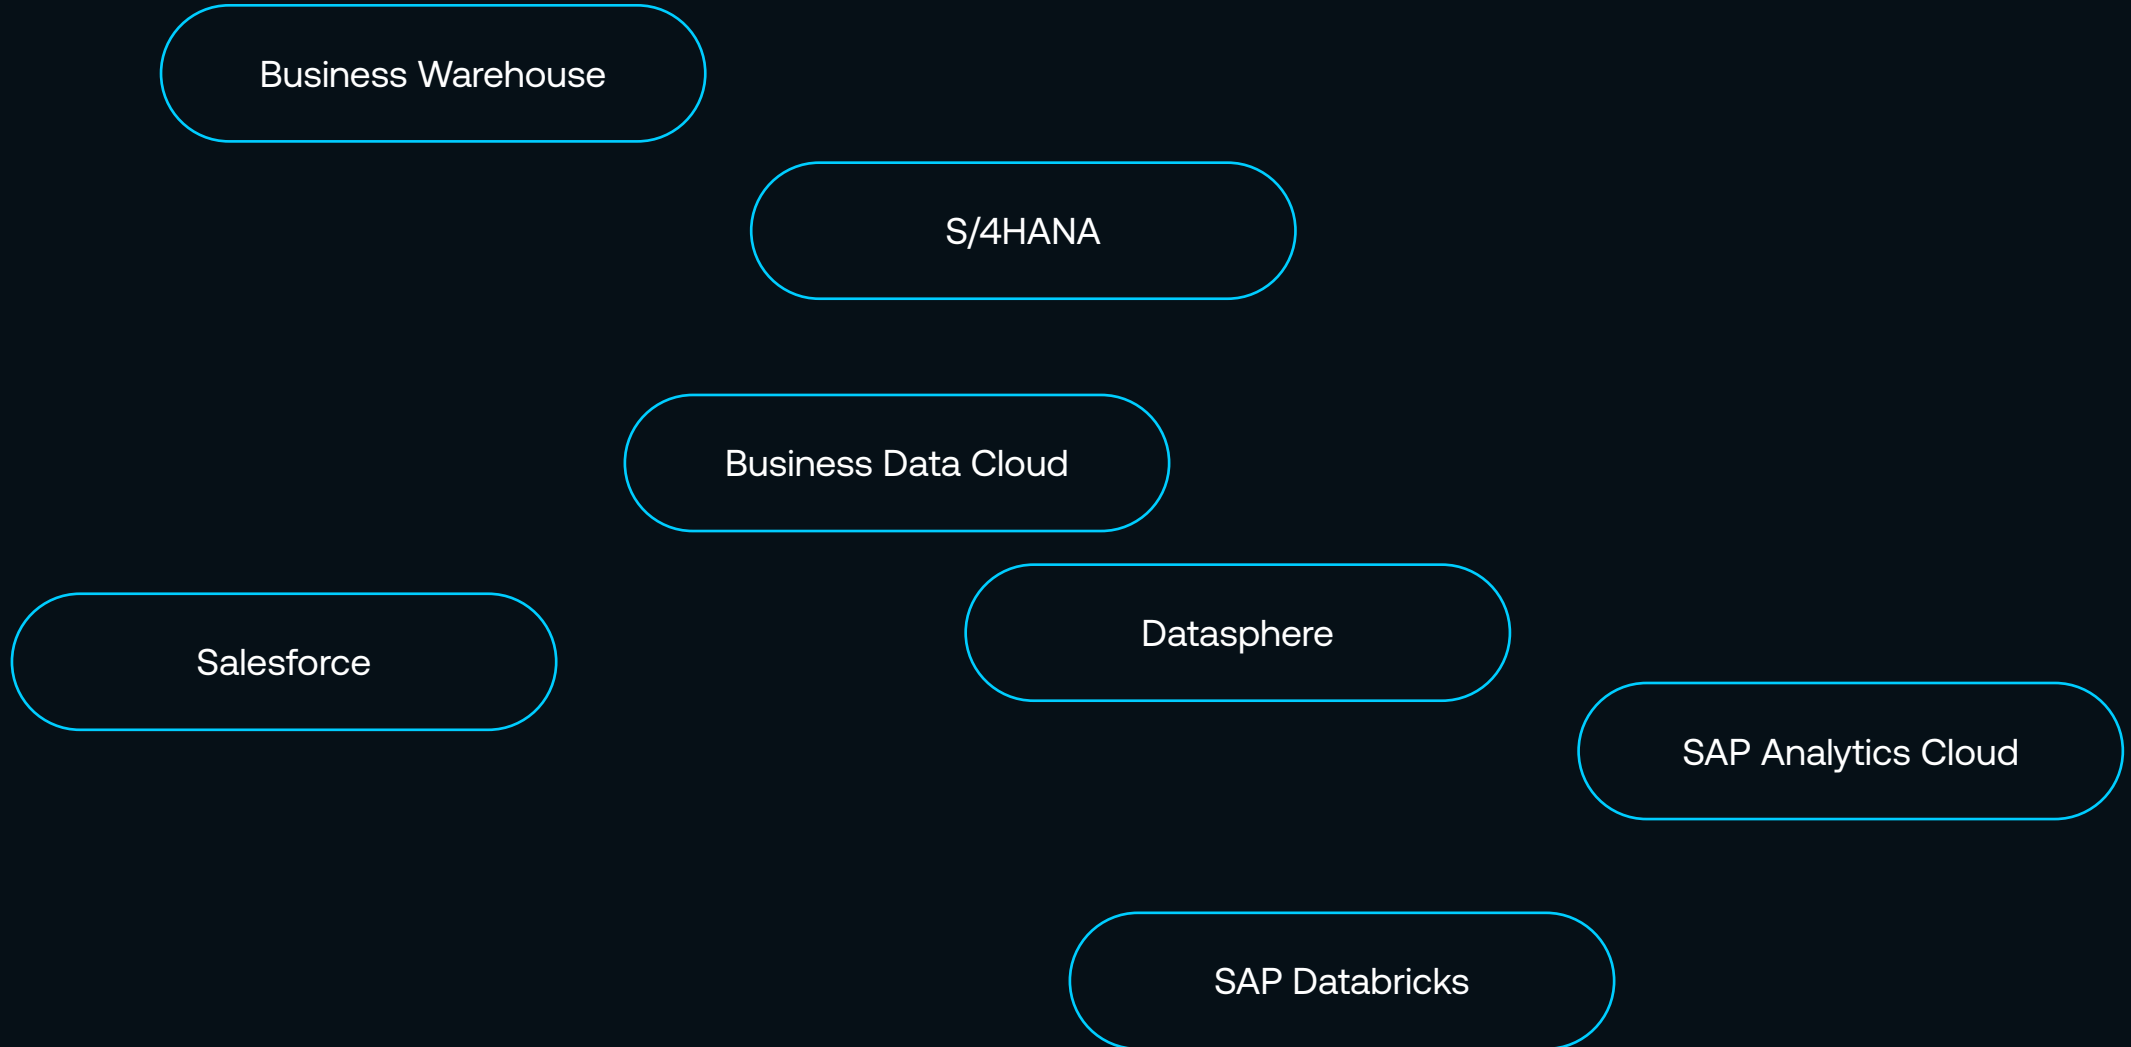 Business Warehouse
S/4HANA
Business Data Cloud
Datasphere
Salesforce
SAP Analytics Cloud
SAP Databricks